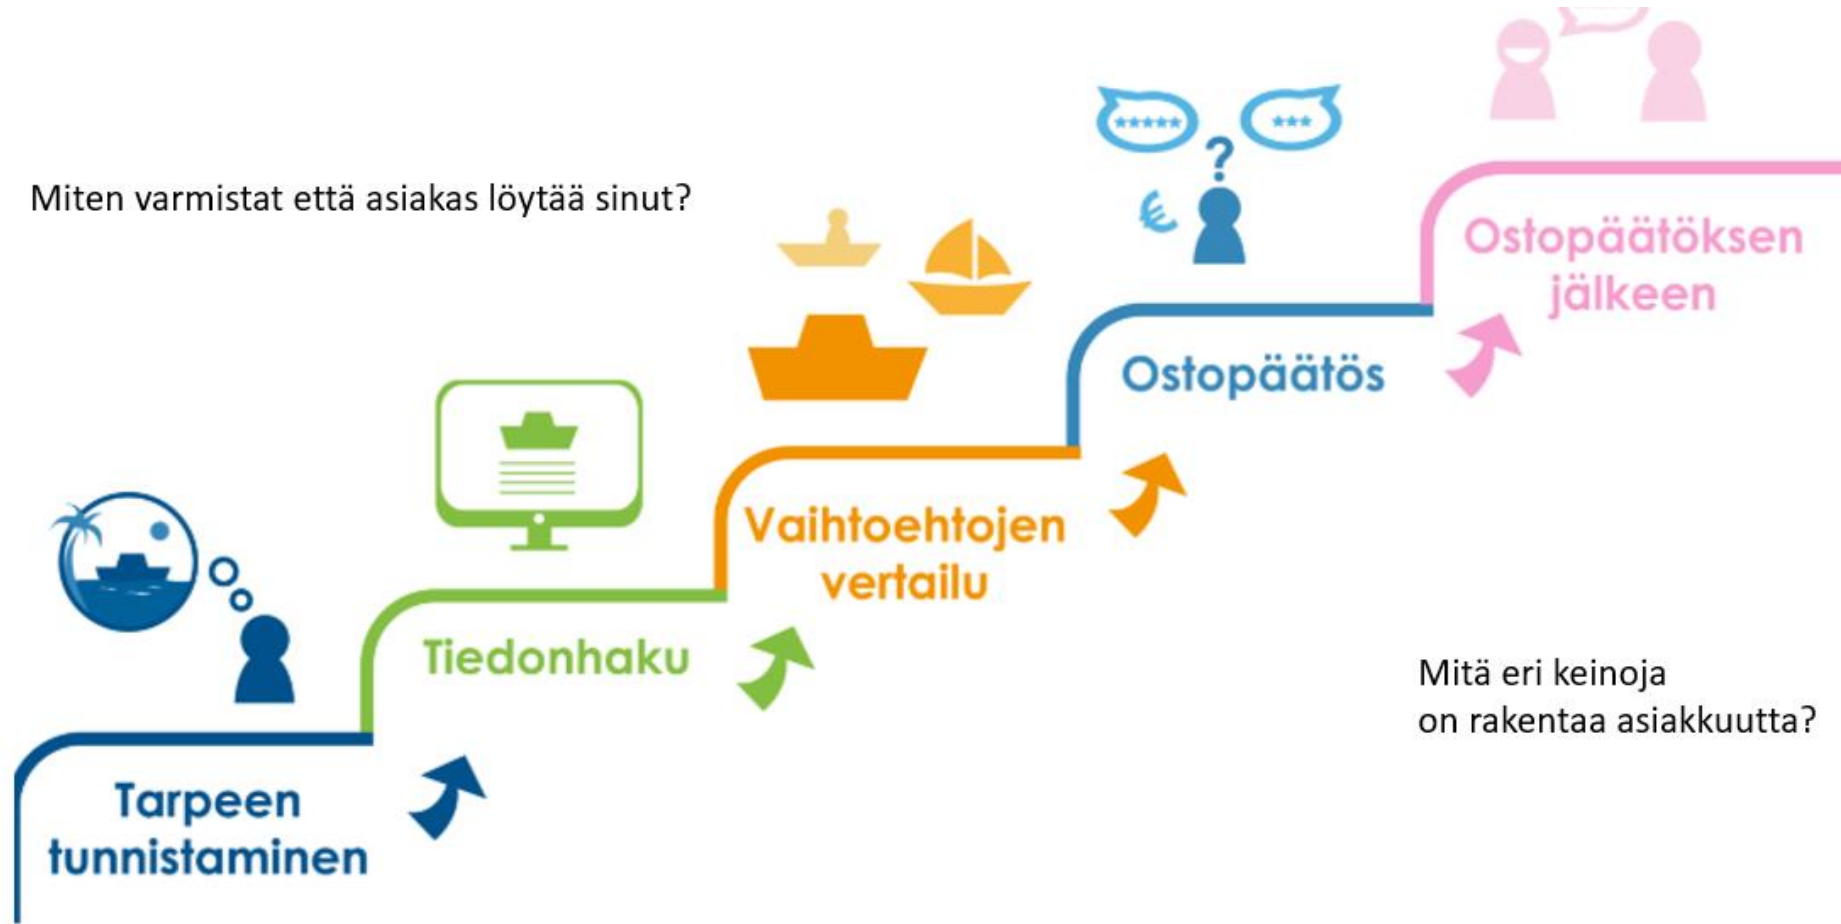 Miten varmistat että asiakas löytää sinut?
Tarpeen
tunnistaminen
Tiedonhaku
Vaihtoehtojen
vertailu
Ostopäätös
€
?
Ostopäätöksen
jälkeen
Mitä eri keinoja
on rakentaa asiakkuutta?